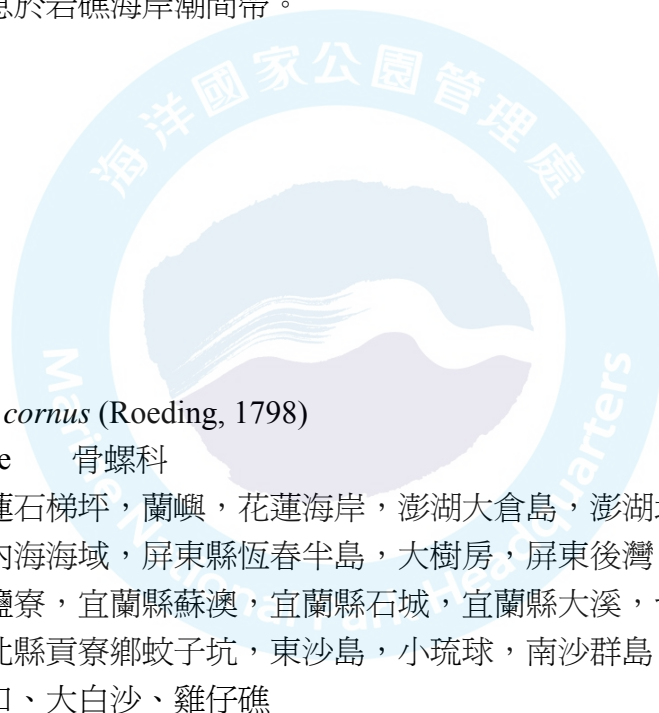 息於岩礁海岸潮間帶。
海洋國家公園管理處
Marine National Park Headquarters
cornus (Roeding, 1798)
e 骨螺科
蓮石梯坪，蘭嶼，花蓮海岸，澎湖大倉島，澎湖
內海海域，屏東縣恆春半島，大樹房，屏東後灣
鹽寮，宜蘭縣蘇澳，宜蘭縣石城，宜蘭縣大溪，
北縣貢寮鄉蚊子坑，東沙島，小琉球，南沙群島
口、大白沙、雞仔礁